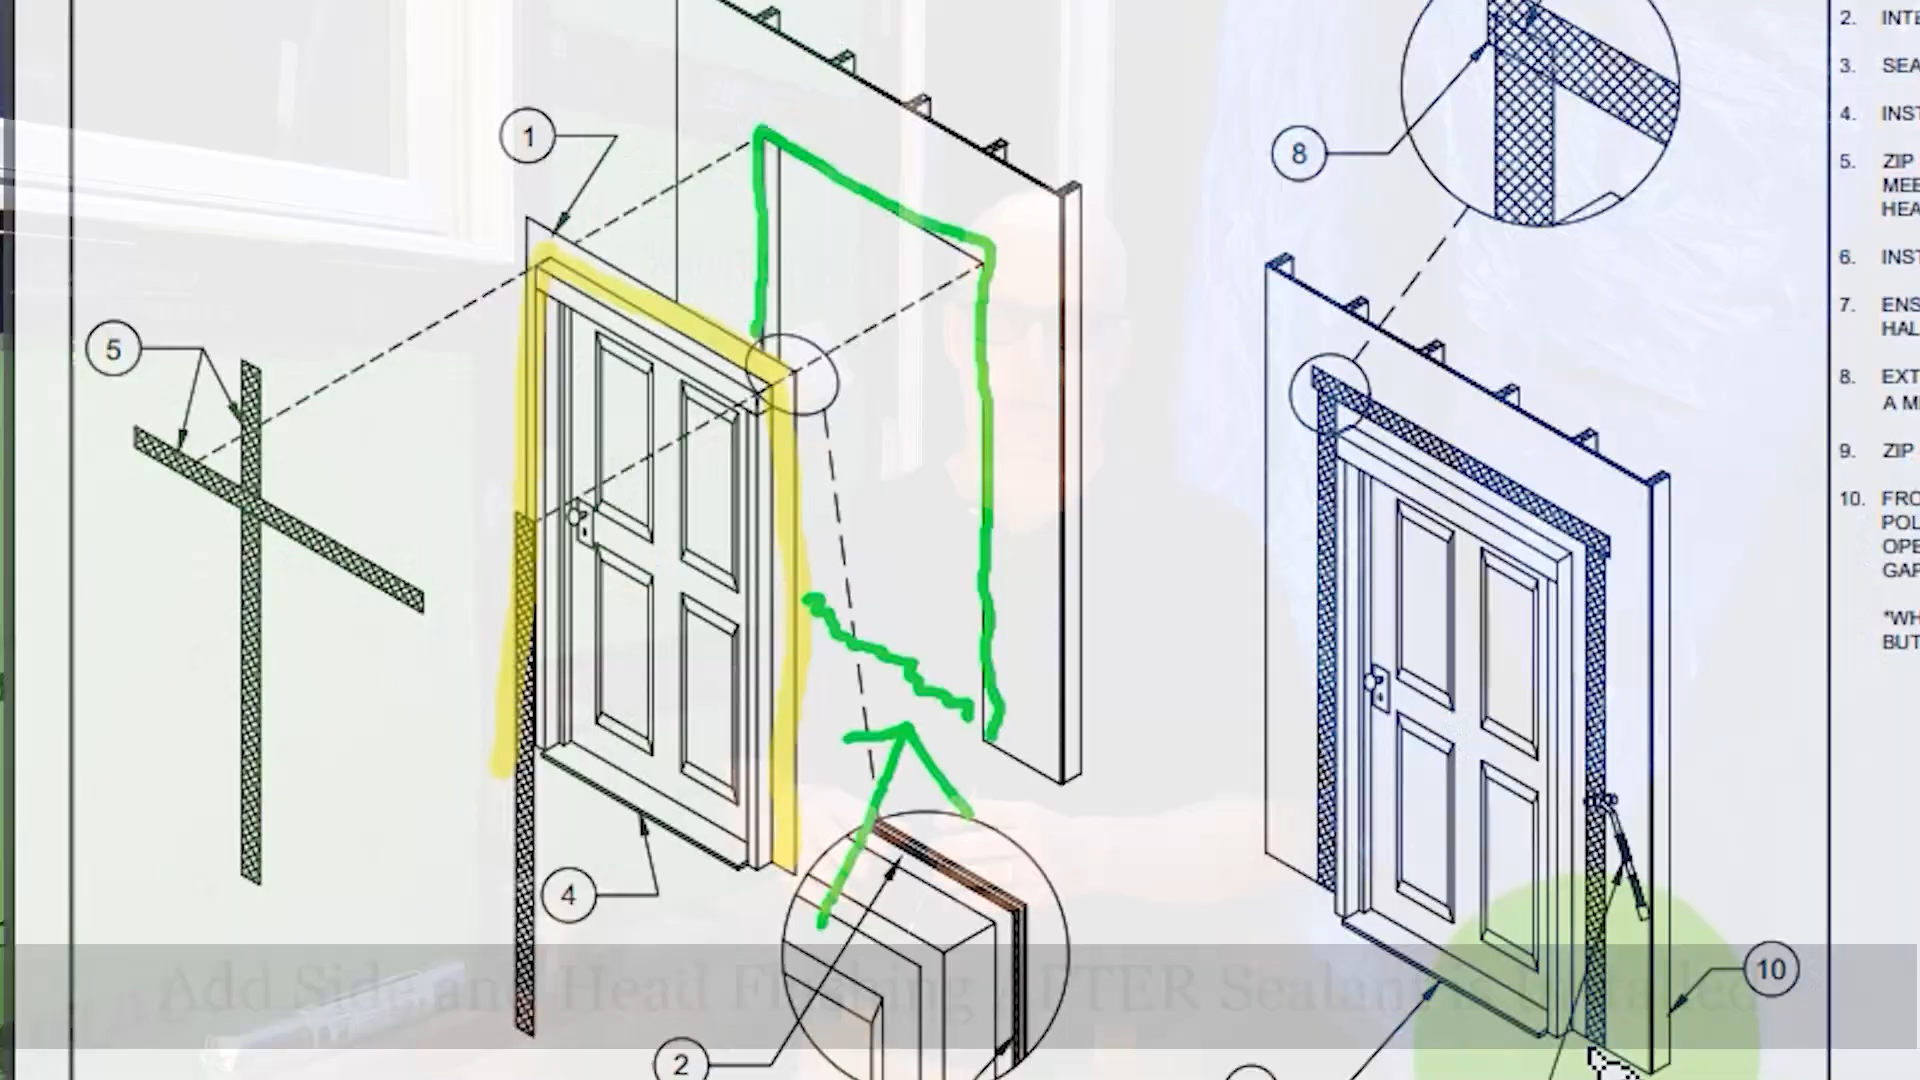 1
5
4
2
8
10
2. INTE
3. SEA
4. INST
5. ZIP
MEE
HEA
6. INST
7. ENS
HAL
8. EXT
A M
9. ZIP
10. FRO
POL
OPE
GAF
*WH
BUT
Add Side and Head Flashing AFTER Sealant is Installed